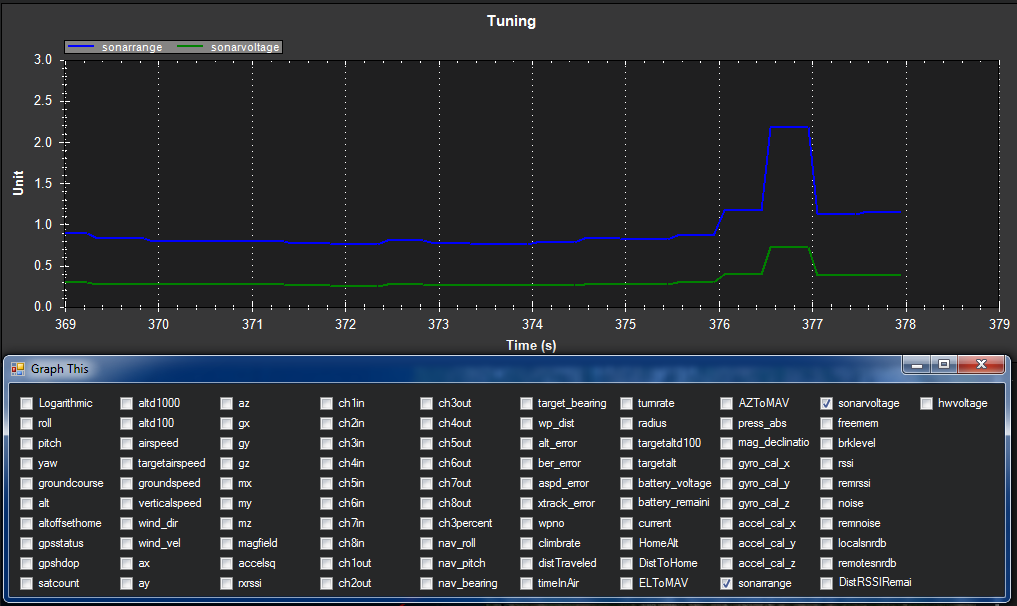 Tuning
sonarrange sonarvoltage
3.0
2.5
2.0
1.5
1.0
0.5
0.0
Unit
369 370 371 372 373 374 375 376 377 378 379
Time (s)
Graph This
Logarithmic altd1000 az ch1in ch3out target_bearing turnrate AZToMAV sonarvoltage hwvoltage
roll altd100 gx ch2in ch4out wp_dist radius press_abs freemem
pitch airspeed gy ch3in ch5out alt_error targetaltd100 mag_declinatio brklevel
yaw targetairspeed gz ch4in ch6out ber_error targetalt gyro_cal_x rssi
groundcourse groundspeed mx ch5in ch7out aspd_error battery_voltage gyro_cal_y remrssi
alt verticalspeed my ch6in ch8out xtrack_error battery_remaini gyro_cal_z noise
altoffsethome wind_dir mz ch7in ch3percent wpno current accel_cal_x remnoise
gpsstatus wind_vel magfield ch8in nav_roll climbrate HomeAlt accel_cal_y localsnrdb
gpshdop ax accelsq ch1out nav_pitch distTraveled DistToHome accel_cal_z remotesnrdb
satcount ay rxrssi ch2out nav_bearing timeInAir ELToMAV sonarrange DistRSSIRemai